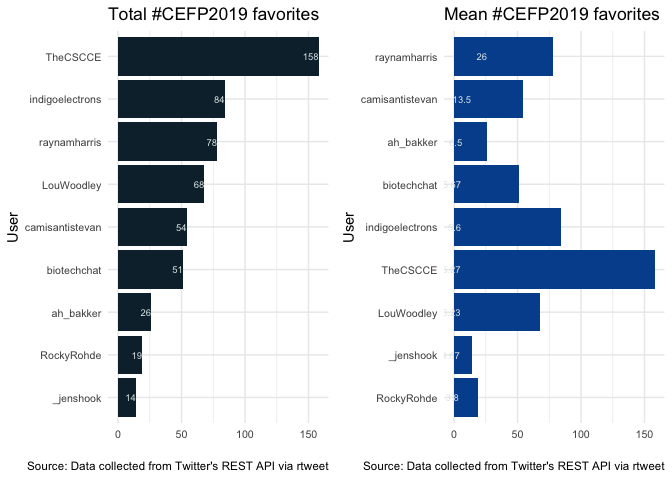 Total #CEFP2019 favorites
User
TheCSCCE 158
indigoelectrons 84
raynamharris 78
LouWoodley 68
camisantistevan 54
biotechchat 51
ah_bakker 26
RockyRohde 19
_jenshook 14
0 50 100 150
Source: Data collected from Twitter's REST API via rtweet
Mean #CEFP2019 favorites
User
raynamharris 26
camisantistevan 13.5
ah_bakker
biotechchat
indigoelectrons
TheCSCCE
LouWoodley
_jenshook
RockyRohde
0 50 100 150
Source: Data collected from Twitter's REST API via rtweet